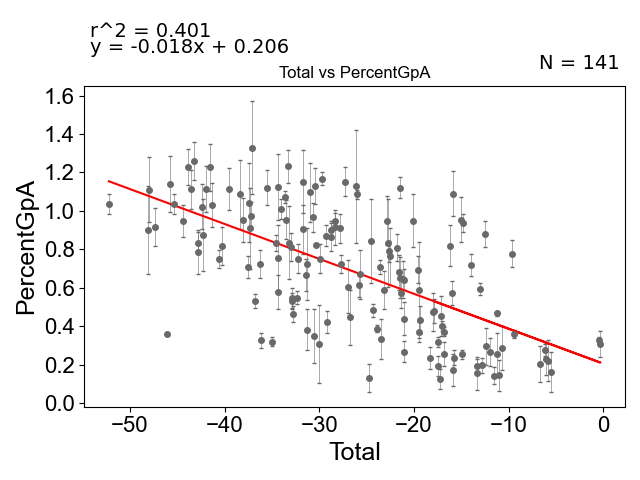 r^2 = 0.401
y = -0.018x + 0.206
N = 141
Total vs PercentGpA
1.6
1.4
1.2
1.0
0.8
0.6
0.4
0.2
0.0
PercentGpA
−50 −40 −30 −20 −10 0
Total